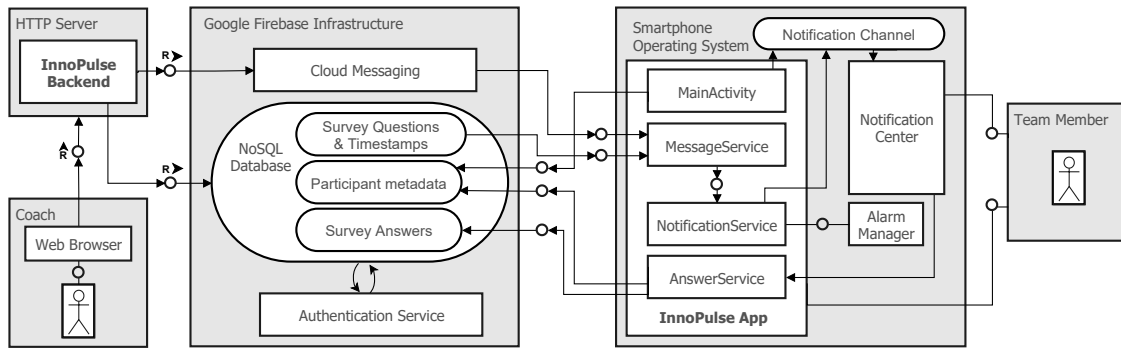 HTTP Server
InnoPulse
Backend
R
R
R
Coach
Web Browser
Google Firebase Infrastructure
Cloud Messaging
NoSQL
Database
Survey Questions
& Timestamps
Participant metadata
Survey Answers
Authentication Service
Smartphone
Operating System
Notification Channel
MainActivity
MessageService
NotificationService
AnswerService
InnoPulse App
Notification
Center
Alarm
Manager
Team Member